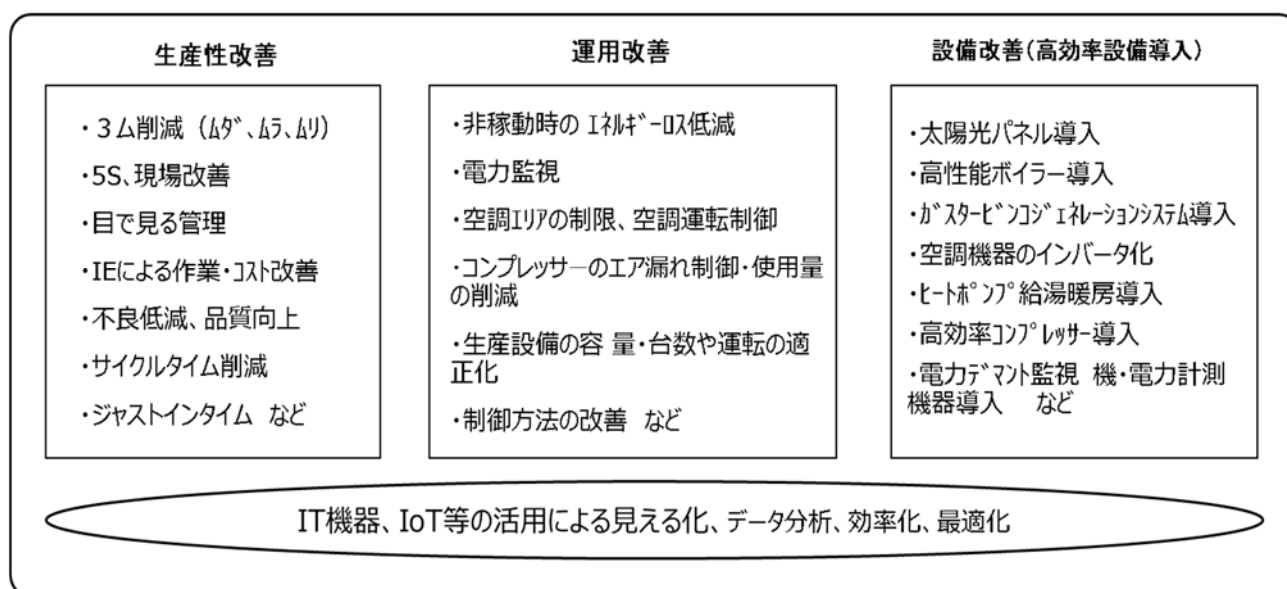 生産性改善
・３ム削減（ﾑﾀﾞ、ﾑﾗ、ﾑﾘ）
・5S、現場改善
・目で見る管理
・IEによる作業・ｺｽﾄ改善
・不良低減、品質向上
・サイクルタイム削減
・ジャストインタイム など
運用改善
・非稼動時の ｴﾈﾙｷﾞｰﾛｽ低減
・電力監視
・空調ｴﾘｱの制限、空調運転制御
・コンプレッサーのエア漏れ制御・使用量
の削減
・生産設備の容 量・台数や運転の適
正化
・制御方法の改善 など
設備改善（高効率設備導入）
・太陽光パネル導入
・高性能ボイラー導入
・ｶﾞｽﾀｰﾋﾞﾝｺｼﾞｪﾈﾚｰｼｮﾝｼｽﾃﾑ導入
・空調機器のインバータ化
・ﾋｰﾄﾎﾟﾝﾌﾟ給湯暖房導入
・高効率ｺﾝﾌﾟﾚｯｻｰ導入
・電力ﾃﾞﾏﾝﾄ監視 機・電力計測
機器導入 など
IT機器、IoT等の活用による見える化、データ分析、効率化、最適化